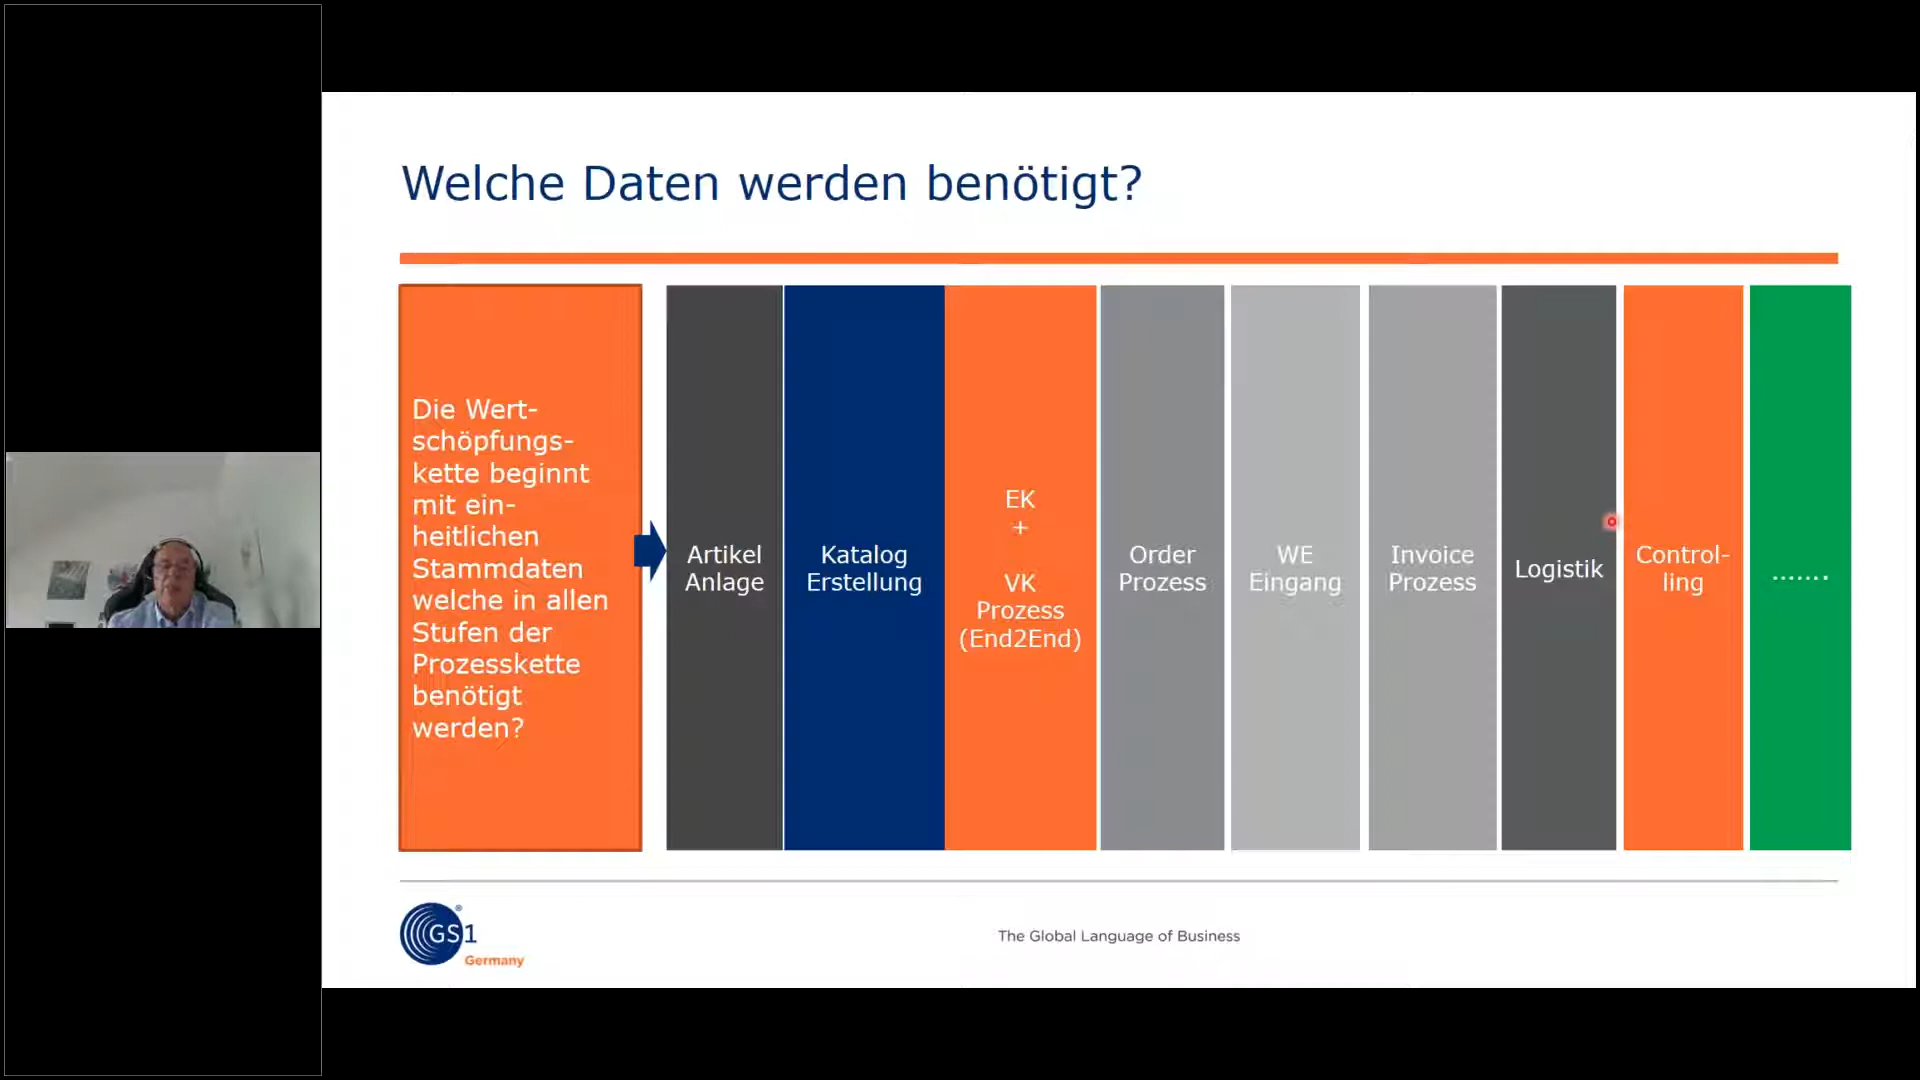 Welche Daten werden benötigt?
Die Wert-
schöpfungs-
kette beginnt
mit ein-
heitlichen
Stammdaten
welche in allen
Stufen der
Prozesskette
benötigt
werden?
Artikel
Anlage
Katalog
Erstellung
EK
+
VK
Prozess
(End2End)
Order
Prozess
WE
Eingang
Invoice
Prozess
Logistik
Control-
ling
.......
GS1 ®
Germany
The Global Language of Business